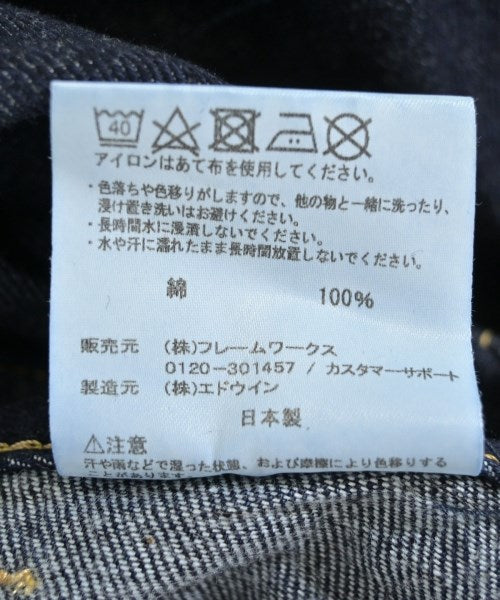 40
アイロンはあて布を使用してください。
・色落ちや色移りがしますので、他の物と一緒に洗ったり、
浸け置き洗いはお避けください。
・長時間水に浸漬しないでください。
・水や汗に濡れたまま長時間放置しないでください。
綿 100%
販売元 (株)フレームワークス
0120-301457 / カスタマーサポート
製造元 (株)エドウイン
日本製
⚠注意
汗や雨などで湿った状態、および摩擦により色移りする
ことがあります